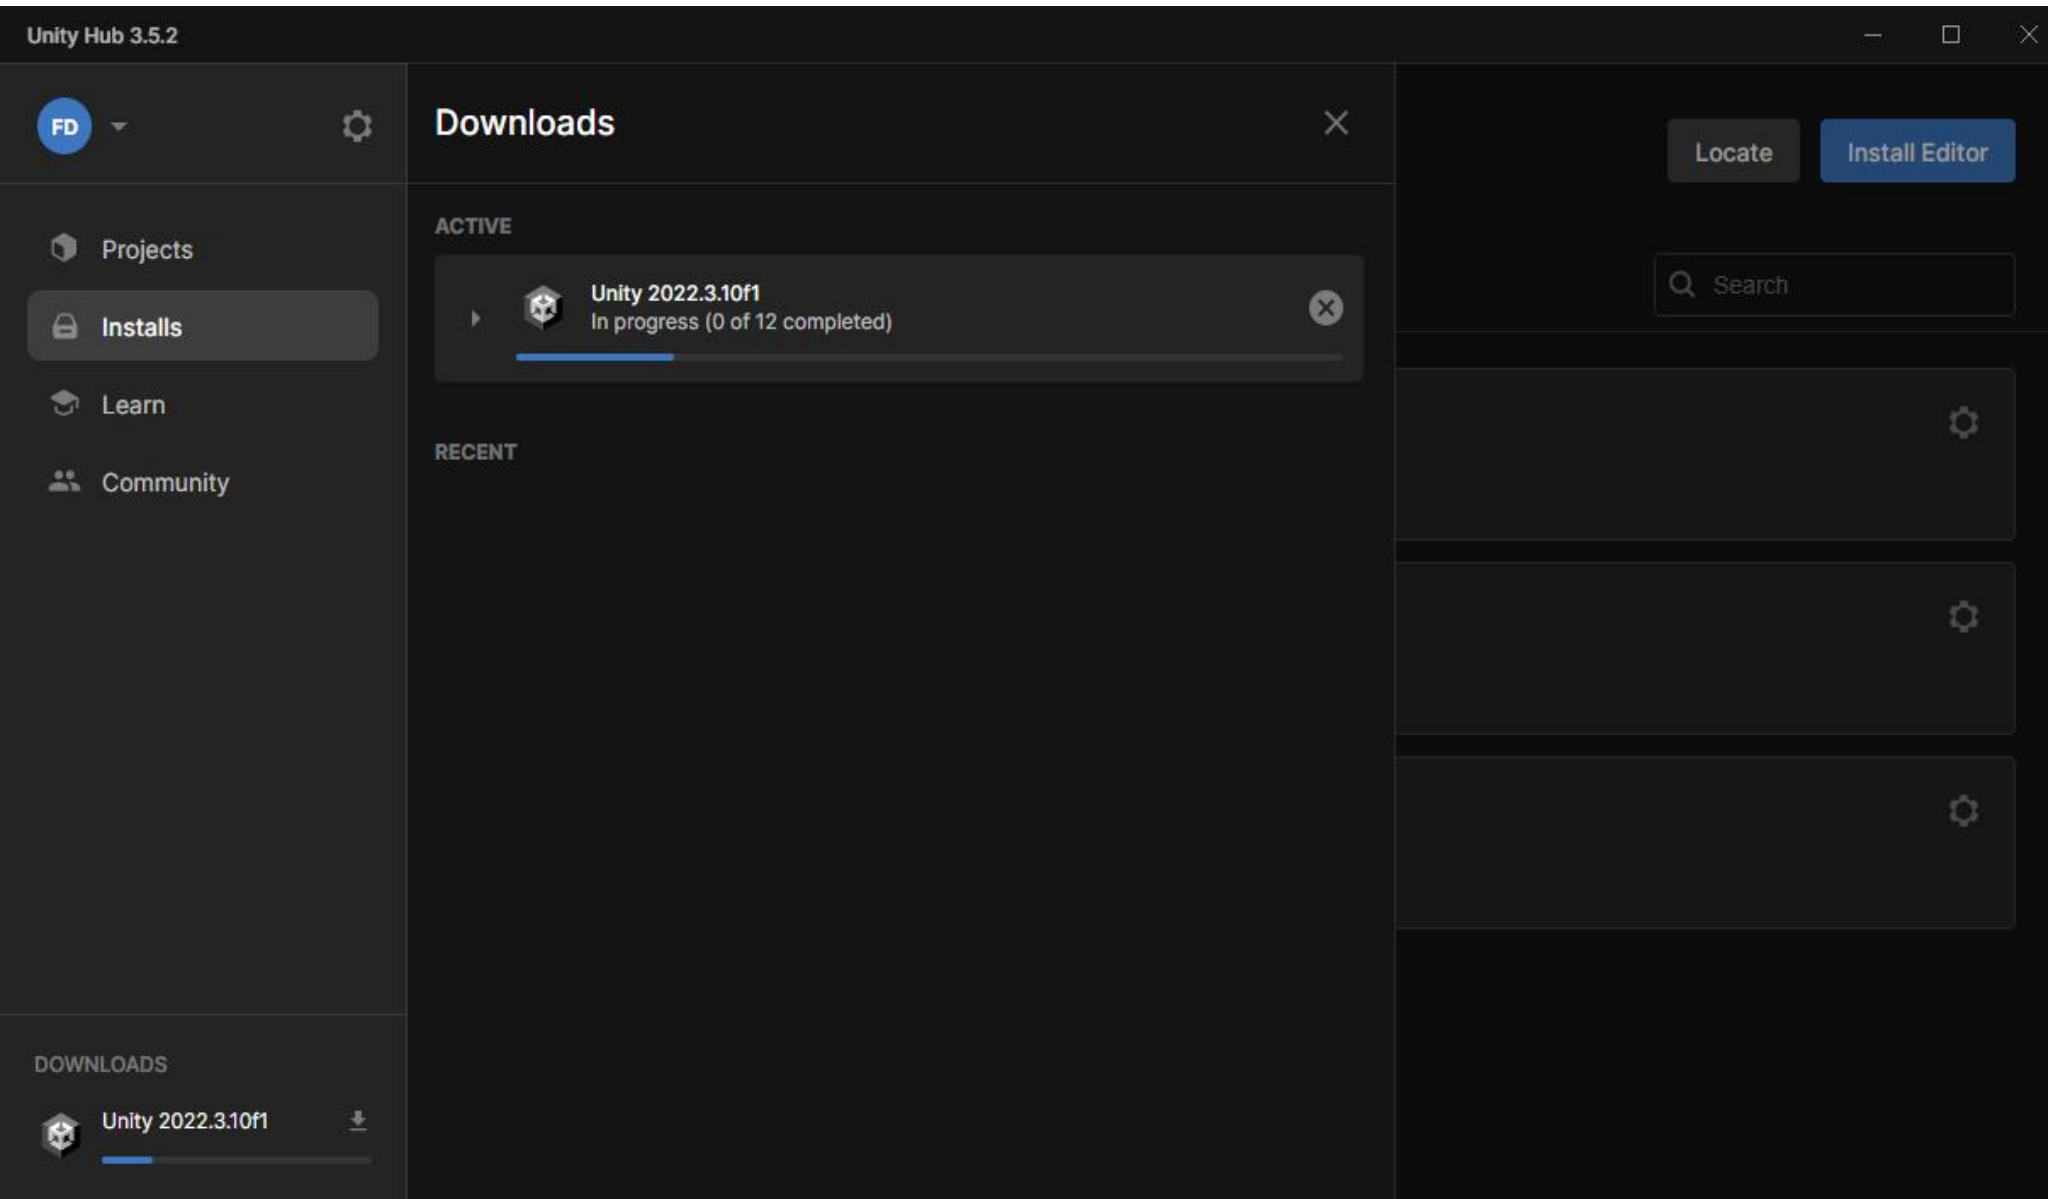 Unity Hub 3.5.2
FD
Projects
Installs
Learn
Community
DOWNLOADS
Unity 2022.3.10f1
Downloads
ACTIVE
Unity 2022.3.10f1
In progress (0 of 12 completed)
RECENT
Locate
Install Editor
Search